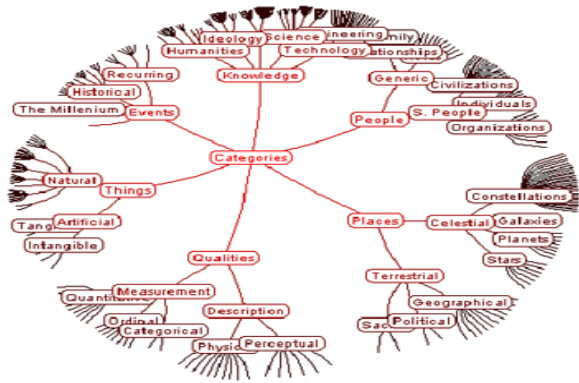 Ideology
Science
Humanities
Technology
Knowledge
Recurring
Historical
The Millenium
Events
Generic
Civilizations
Individuals
People
S. People
Organizations
Categories
Natural
Things
Artificial
Intangible
Constellations
Places
Celestial
Galaxies
Planets
Stars
Qualities
Terrestrial
Measurement
Geographical
Description
Political
Categorical
Perceptual